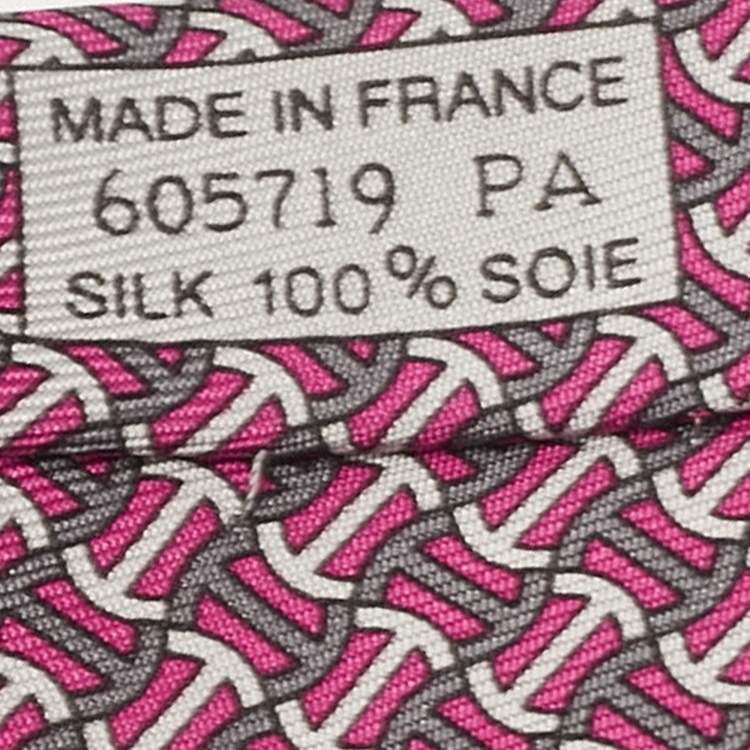 MADE IN FRANCE
605719 PA
SILK 100% SOIE